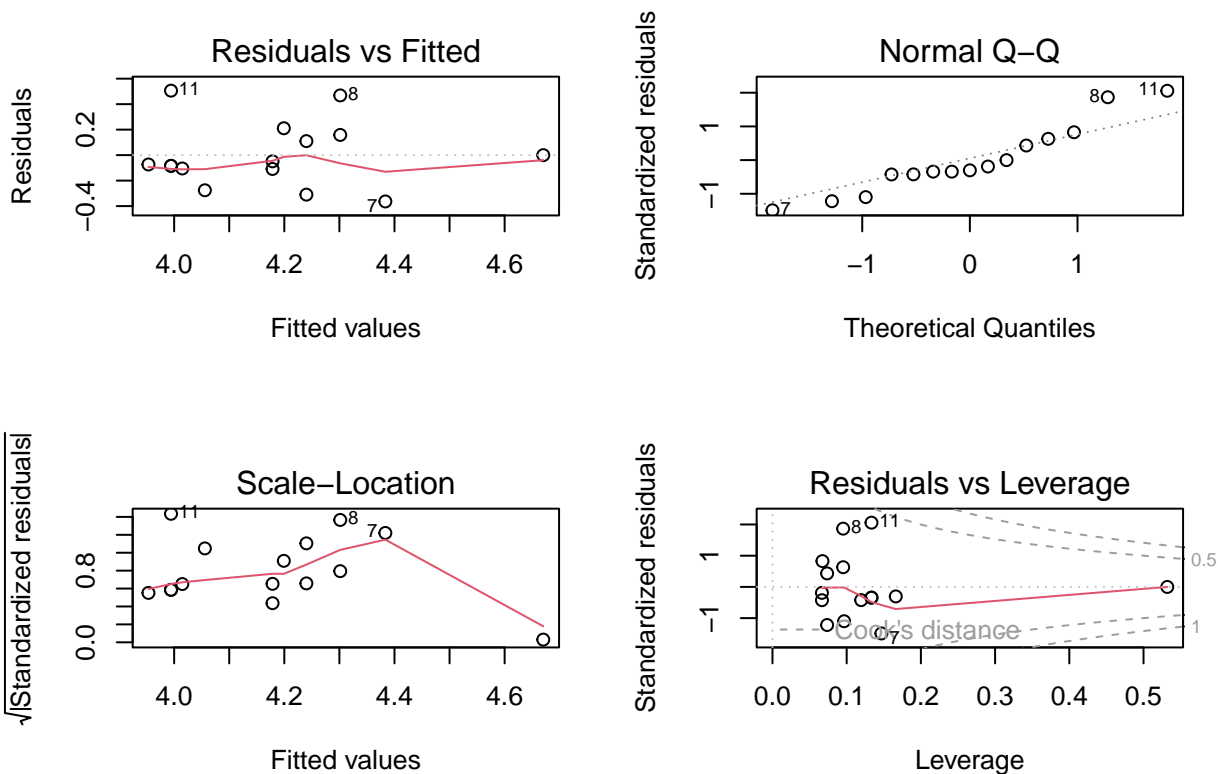 Residuals vs Fitted
Residuals
0.2
−0.4
11
8
7
4.0 4.2 4.4 4.6
Fitted values
Normal Q−Q
Standardized residuals
1
−1
8
11
7
−1 0 1
Theoretical Quantiles
Scale−Location
√|Standardized residuals|
0.8
0.0
11
8
7
4.0 4.2 4.4 4.6
Fitted values
Residuals vs Leverage
Standardized residuals
1
−1
8
11
7
Cook's distance
0.5
1
0.0 0.1 0.2 0.3 0.4 0.5
Leverage